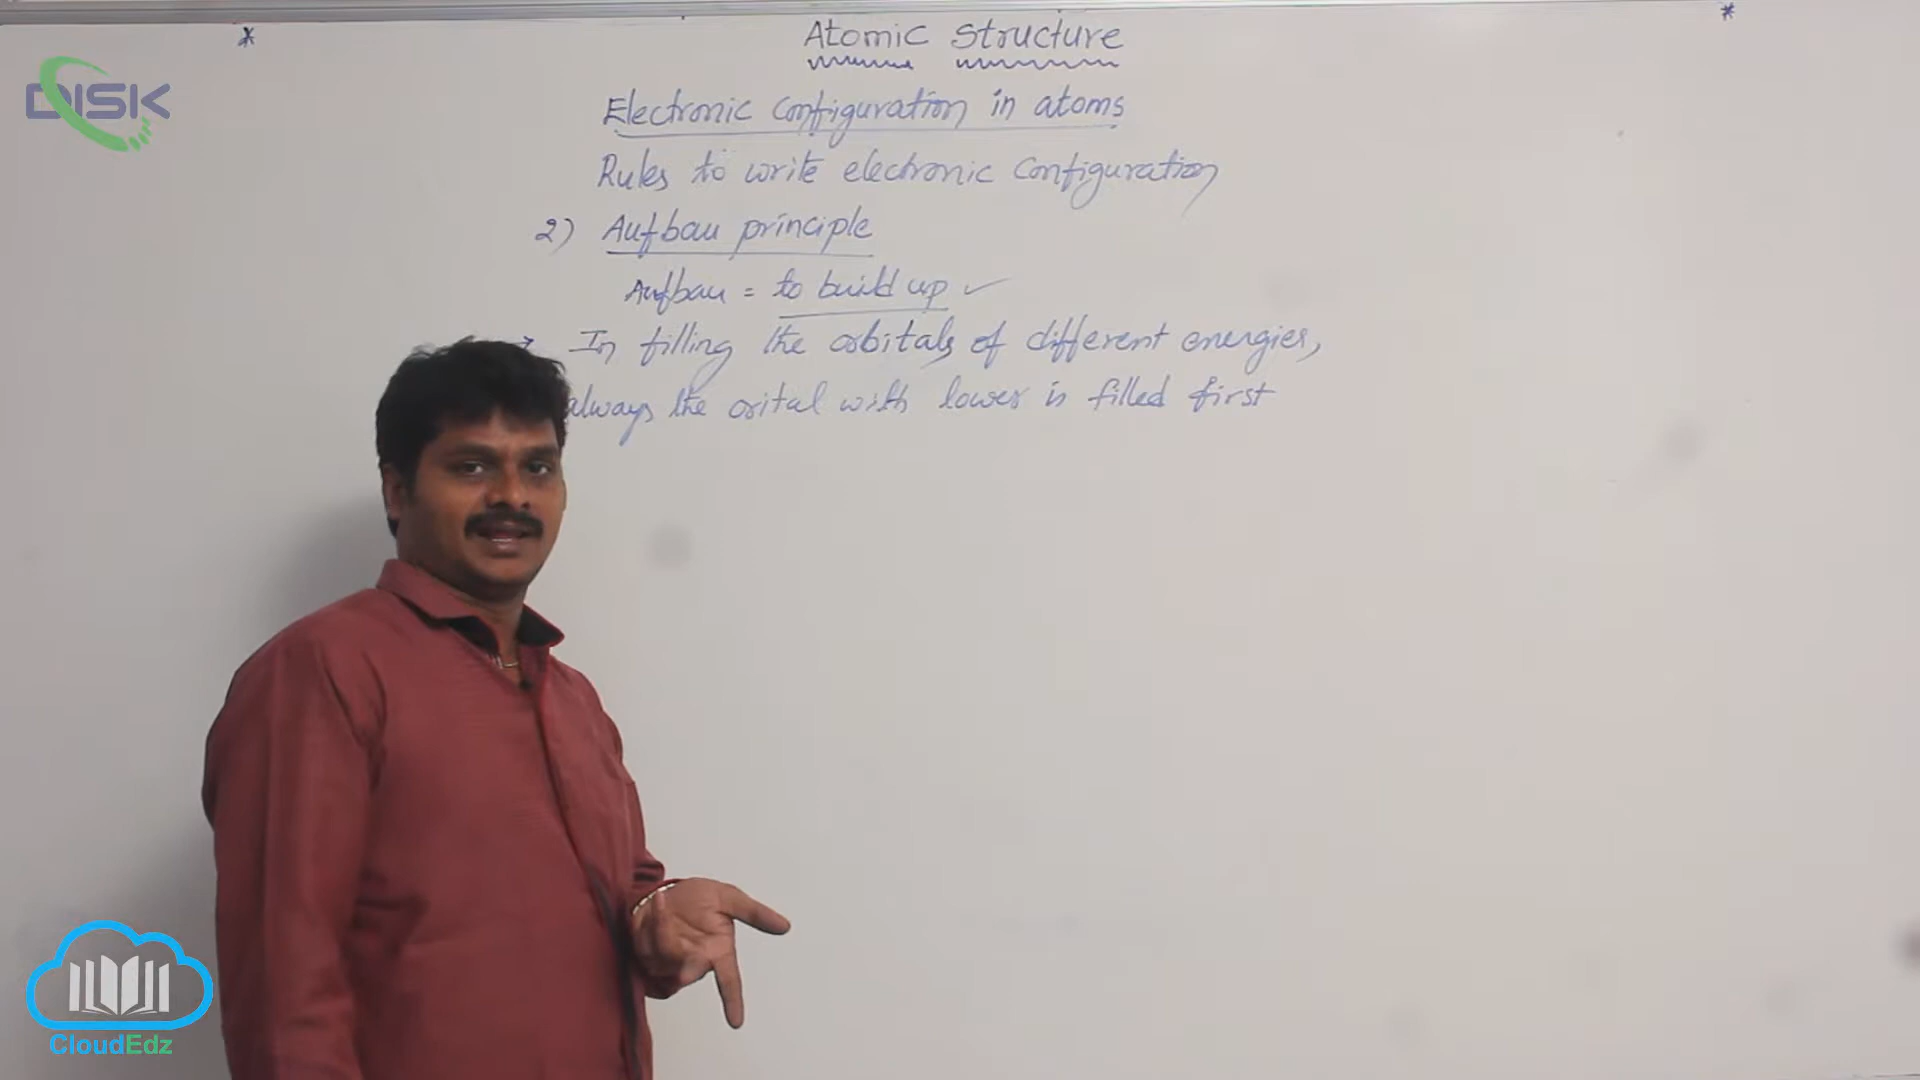 Atomic Structure
DISK
Electronic Configuration in atoms
Rules to write electronic configuration
2) Aufbau principle
Aufbau = to build up ✓
→ In filling the orbitals of different energies,
always the orital with lower is filled first
CloudEdz